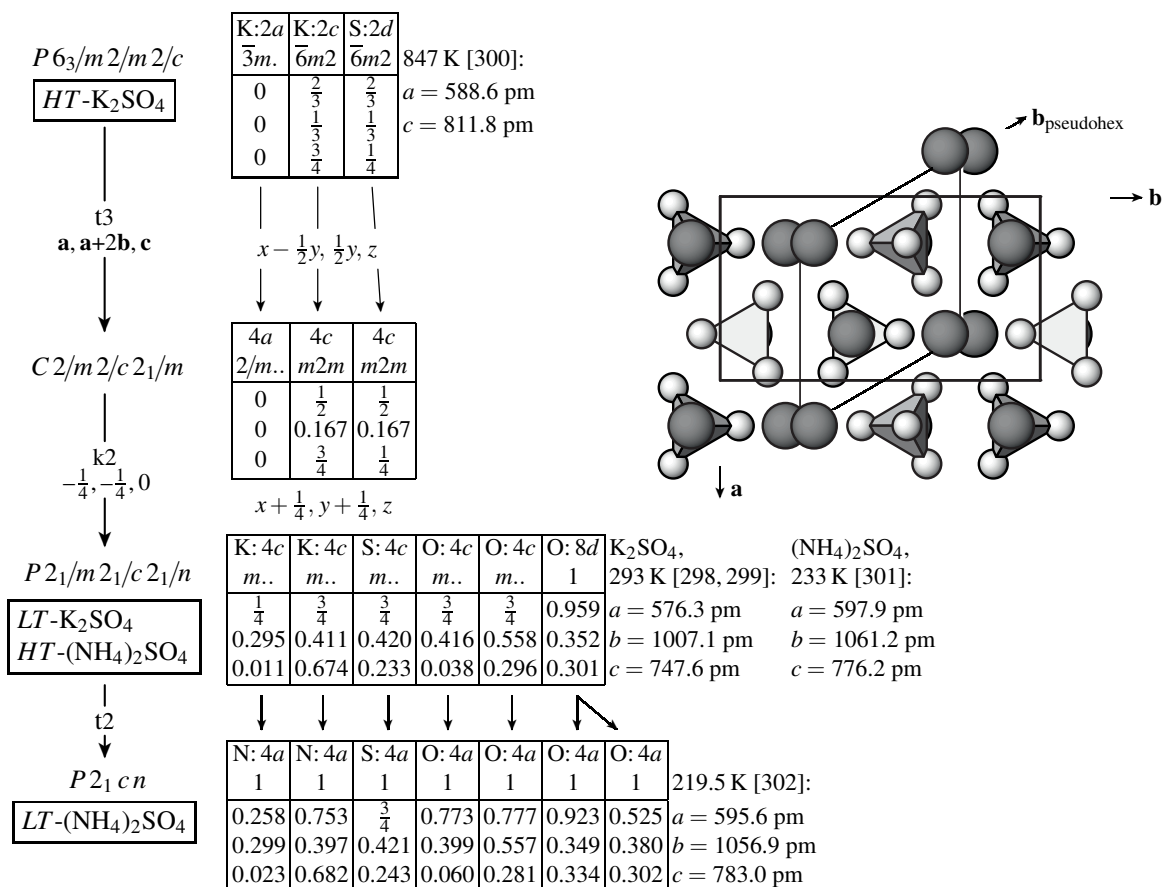 P 6₃/m 2/m 2/c
HT-K₂SO₄
K:2a K:2c S:2d
3̅m. 6̅m2 6̅m2 847 K [300]:
0 2/3 2/3 a = 588.6 pm
0 1/3 1/3 c = 811.8 pm
0 3/4 1/4
t3
a, a+2b, c
x − 1/2y, 1/2y, z
C 2/m 2/c 2₁/m
4a 4c 4c
2/m.. m2m m2m
0 1/2 1/2
0 0.167 0.167
0 3/4 1/4
k2
−1/4, −1/4, 0
x + 1/4, y + 1/4, z
b_pseudohex
b
a
P 2₁/m 2₁/c 2₁/n
LT-K₂SO₄
HT-(NH₄)₂SO₄
K: 4c K: 4c S: 4c O: 4c O: 4c O: 8d K₂SO₄, (NH₄)₂SO₄,
m.. m.. m.. m.. m.. 1 293 K [298, 299]: 233 K [301]:
1/4 3/4 3/4 3/4 3/4 0.959 a = 576.3 pm a = 597.9 pm
0.295 0.411 0.420 0.416 0.558 0.352 b = 1007.1 pm b = 1061.2 pm
0.011 0.674 0.233 0.038 0.296 0.301 c = 747.6 pm c = 776.2 pm
t2
P 2₁ c n
LT-(NH₄)₂SO₄
N: 4a N: 4a S: 4a O: 4a O: 4a O: 4a O: 4a
1 1 1 1 1 1 1 219.5 K [302]:
0.258 0.753 3/4 0.773 0.777 0.923 0.525 a = 595.6 pm
0.299 0.397 0.421 0.399 0.557 0.349 0.380 b = 1056.9 pm
0.023 0.682 0.243 0.060 0.281 0.334 0.302 c = 783.0 pm